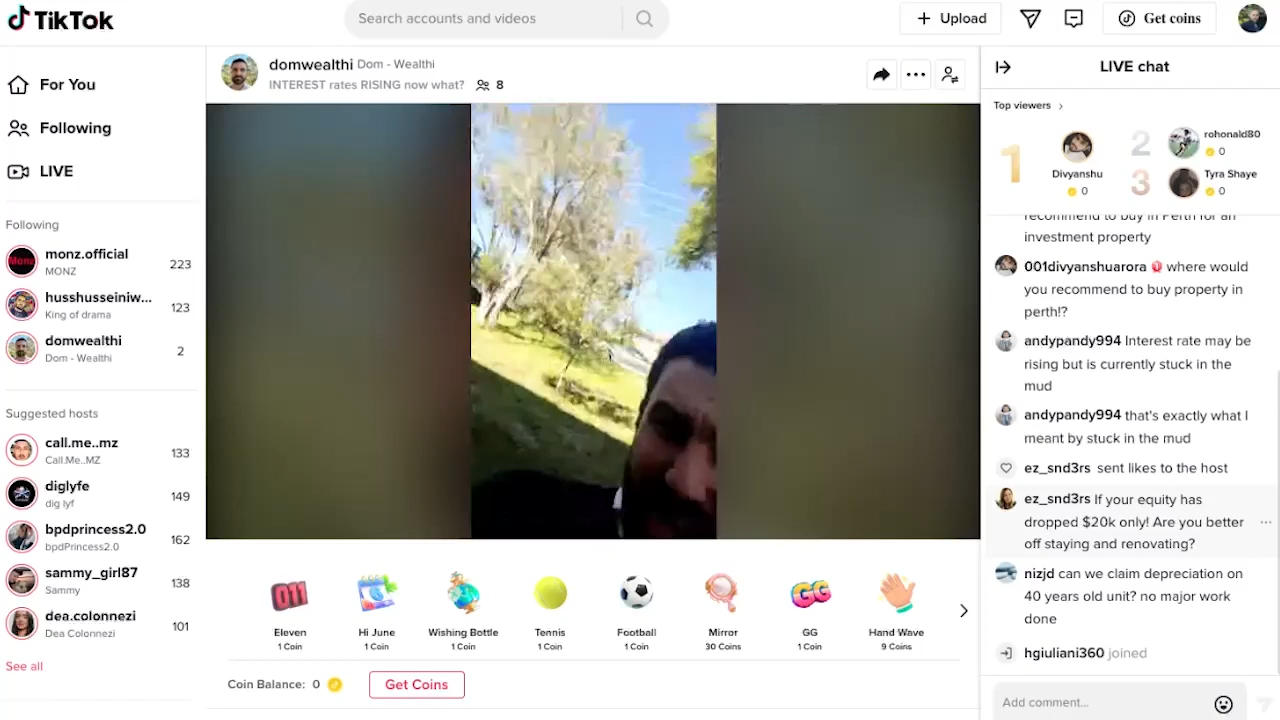 TikTok
Search accounts and videos
Upload
Get coins
For You
Following
LIVE
Following
monz.official
MONZ
223
husshusseiniw...
King of drama
123
domwealthi
Dom - Wealthi
2
Suggested hosts
call.me..mz
Call.Me..MZ
133
diglyfe
dig lyf
149
bpdprincess2.0
bpdPrincess2.0
162
sammy_girl87
Sammy
138
dea.colonnezi
Dea Colonnezi
101
See all
domwealthi Dom - Wealthi
INTEREST rates RISING now what? 8
011
GG
Eleven
1 Coin
Hi June
1 Coin
Wishing Bottle
1 Coin
Tennis
1 Coin
Football
1 Coin
Mirror
30 Coins
GG
1 Coin
Hand Wave
9 Coins
Coin Balance: 0
Get Coins
LIVE chat
Top viewers
1
Divyanshu
0
2
rohonald80
0
3
Tyra Shaye
0
recommend to buy in Perth for an
investment property
001divyanshuarora where would
you recommend to buy property in
perth!?
andypandy994 Interest rate may be
rising but is currently stuck in the
mud
andypandy994 that's exactly what I
meant by stuck in the mud
ez_snd3rs sent likes to the host
ez_snd3rs If your equity has
dropped $20k only! Are you better
off staying and renovating?
nizjd can we claim depreciation on
40 years old unit? no major work
done
hgiuliani360 joined
Add comment...